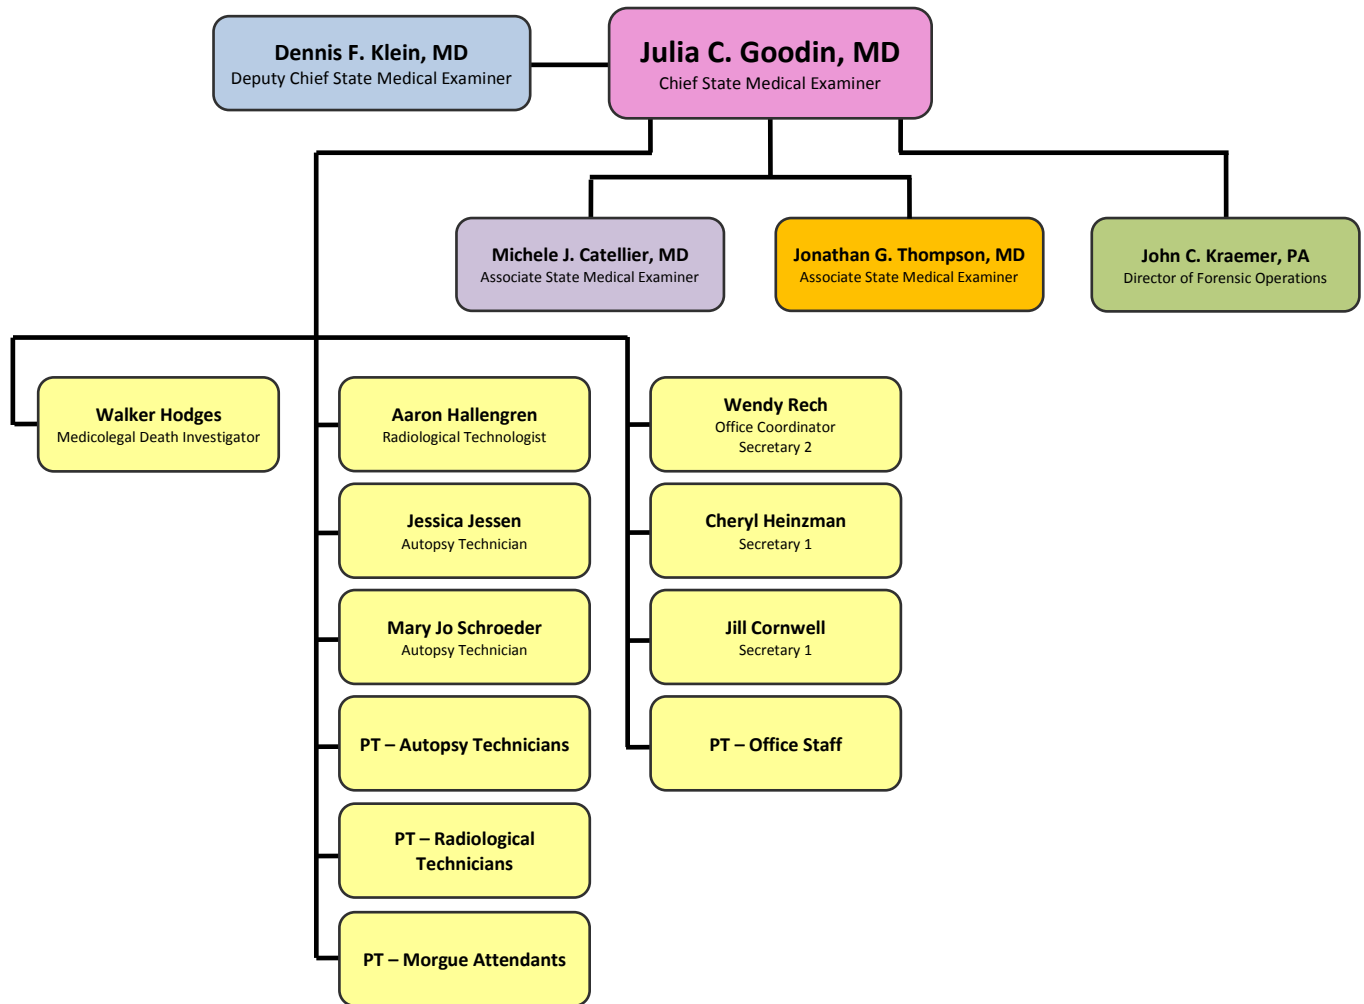 Dennis F. Klein, MD
Deputy Chief State Medical Examiner
Julia C. Goodin, MD
Chief State Medical Examiner
Michele J. Catellier, MD
Associate State Medical Examiner
Jonathan G. Thompson, MD
Associate State Medical Examiner
John C. Kraemer, PA
Director of Forensic Operations
Walker Hodges
Medicolegal Death Investigator
Aaron Hallengren
Radiological Technologist
Jessica Jessen
Autopsy Technician
Mary Jo Schroeder
Autopsy Technician
PT – Autopsy Technicians
PT – Radiological
Technicians
PT – Morgue Attendants
Wendy Rech
Office Coordinator
Secretary 2
Cheryl Heinzman
Secretary 1
Jill Cornwell
Secretary 1
PT – Office Staff